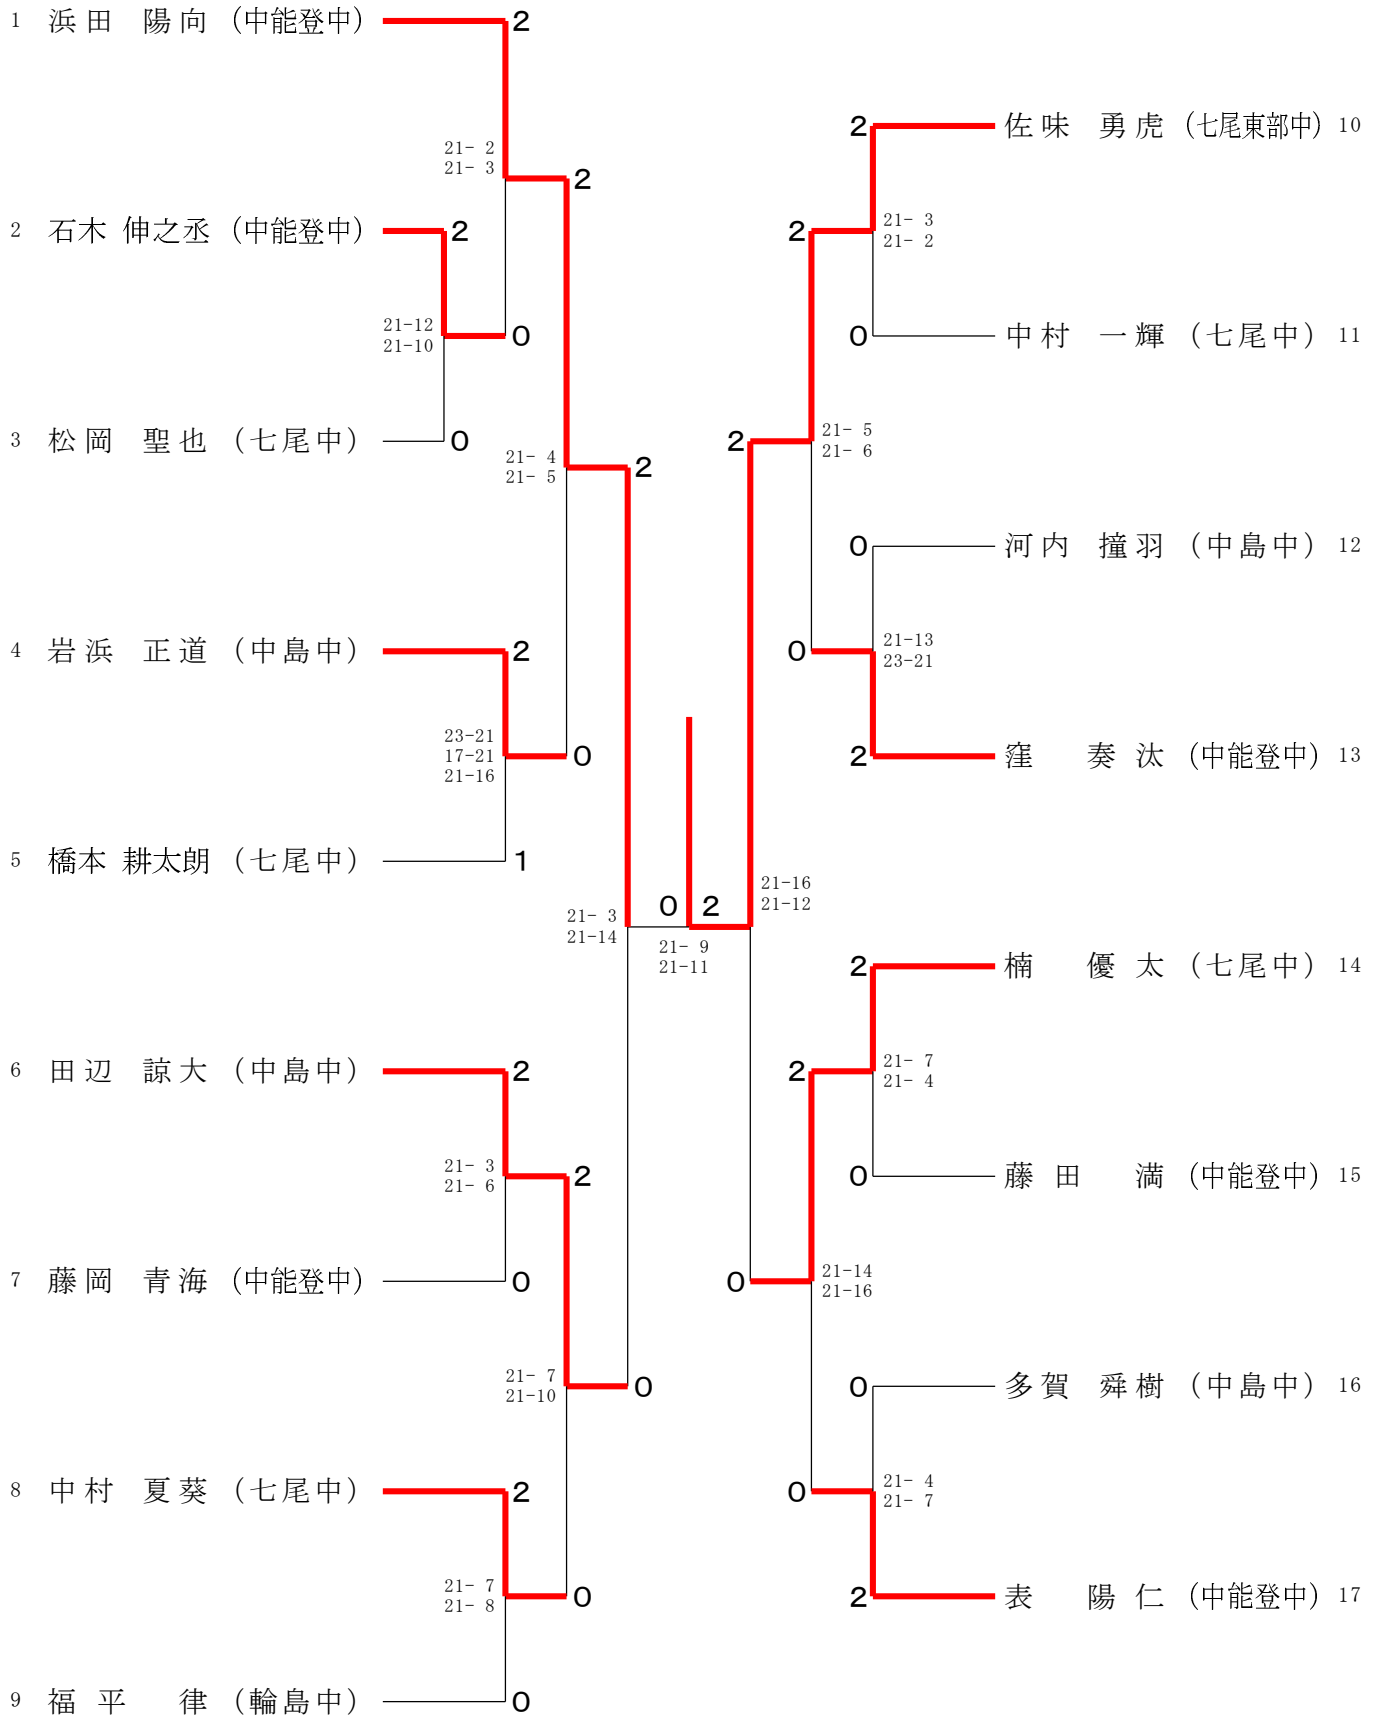 1 浜田 陽向 (中能登中) 2
21- 2
21- 3
2
2 石木 伸之丞 (中能登中) 2
21-12
21-10
0
3 松岡 聖也 (七尾中) 0
21- 4
21- 5
2
4 岩浜 正道 (中島中) 2
23-21
17-21
21-16
0
5 橋本 耕太朗 (七尾中) 1
21- 3
21-14
0 2
21- 9
21-11
6 田辺 諒大 (中島中) 2
21- 3
21- 6
2
7 藤岡 青海 (中能登中) 0
21- 7
21-10
0
8 中村 夏葵 (七尾中) 2
21- 7
21- 8
0
9 福平 律 (輪島中) 0
2 佐味 勇虎 (七尾東部中) 10
2
21- 3
21- 2
0 中村 一輝 (七尾中) 11
2
21- 5
21- 6
0 河内 撞羽 (中島中) 12
0
21-13
23-21
2 窪 奏汰 (中能登中) 13
21-16
21-12
2 楠 優太 (七尾中) 14
2
21- 7
21- 4
0 藤田 満 (中能登中) 15
0
21-14
21-16
0 多賀 舜樹 (中島中) 16
0
21- 4
21- 7
2 表 陽仁 (中能登中) 17